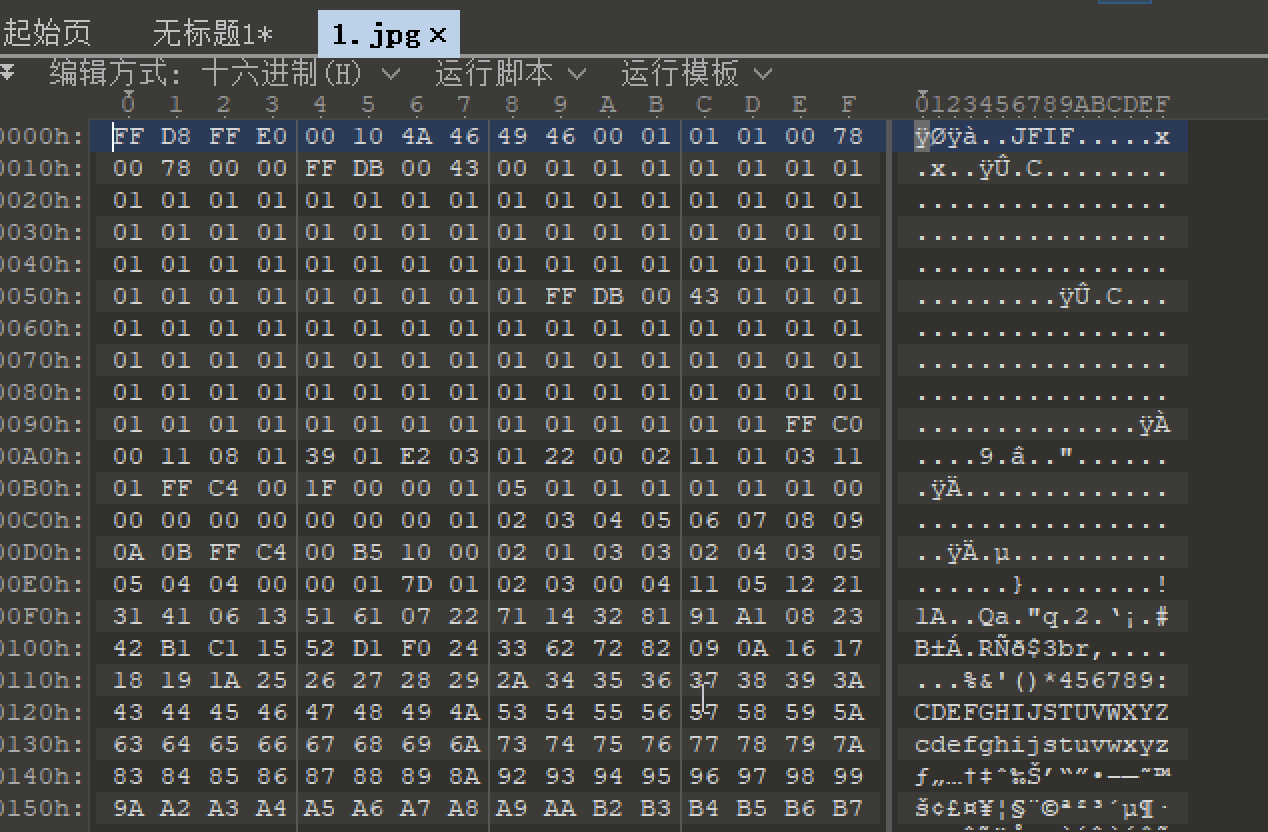 起始页 无标题1* 1.jpg ×
编辑方式: 十六进制(H) 运行脚本 运行模板
0 1 2 3 4 5 6 7 8 9 A B C D E F 0123456789ABCDEF
0000h: FF D8 FF E0 00 10 4A 46 49 46 00 01 01 01 00 78 ÿØÿà..JFIF.....x
0010h: 00 78 00 00 FF DB 00 43 00 01 01 01 01 01 01 01 .x..ÿÛ.C........
0020h: 01 01 01 01 01 01 01 01 01 01 01 01 01 01 01 01 ................
0030h: 01 01 01 01 01 01 01 01 01 01 01 01 01 01 01 01 ................
0040h: 01 01 01 01 01 01 01 01 01 01 01 01 01 01 01 01 ................
0050h: 01 01 01 01 01 01 01 01 01 FF DB 00 43 01 01 01 .........ÿÛ.C...
0060h: 01 01 01 01 01 01 01 01 01 01 01 01 01 01 01 01 ................
0070h: 01 01 01 01 01 01 01 01 01 01 01 01 01 01 01 01 ................
0080h: 01 01 01 01 01 01 01 01 01 01 01 01 01 01 01 01 ................
0090h: 01 01 01 01 01 01 01 01 01 01 01 01 01 01 FF C0 ..............ÿÀ
00A0h: 00 11 08 01 39 01 E2 03 01 22 00 02 11 01 03 11 ....9.â.."......
00B0h: 01 FF C4 00 1F 00 00 01 05 01 01 01 01 01 01 00 .ÿÄ.............
00C0h: 00 00 00 00 00 00 00 01 02 03 04 05 06 07 08 09 ................
00D0h: 0A 0B FF C4 00 B5 10 00 02 01 03 03 02 04 03 05 ..ÿÄ.µ..........
00E0h: 05 04 04 00 00 01 7D 01 02 03 00 04 11 05 12 21 ......}........!
00F0h: 31 41 06 13 51 61 07 22 71 14 32 81 91 A1 08 23 1A..Qa."q.2.‘¡.#
0100h: 42 B1 C1 15 52 D1 F0 24 33 62 72 82 09 0A 16 17 B±Á.RÑð$3br‚....
0110h: 18 19 1A 25 26 27 28 29 2A 34 35 36 37 38 39 3A ...%&'()*456789:
0120h: 43 44 45 46 47 48 49 4A 53 54 55 56 57 58 59 5A CDEFGHIJSTUVWXYZ
0130h: 63 64 65 66 67 68 69 6A 73 74 75 76 77 78 79 7A cdefghijstuvwxyz
0140h: 83 84 85 86 87 88 89 8A 92 93 94 95 96 97 98 99 ƒ„…†‡ˆ‰Š’“”•–—˜™
0150h: 9A A2 A3 A4 A5 A6 A7 A8 A9 AA B2 B3 B4 B5 B6 B7 š¢£¤¥¦§¨©ª²³´µ¶·